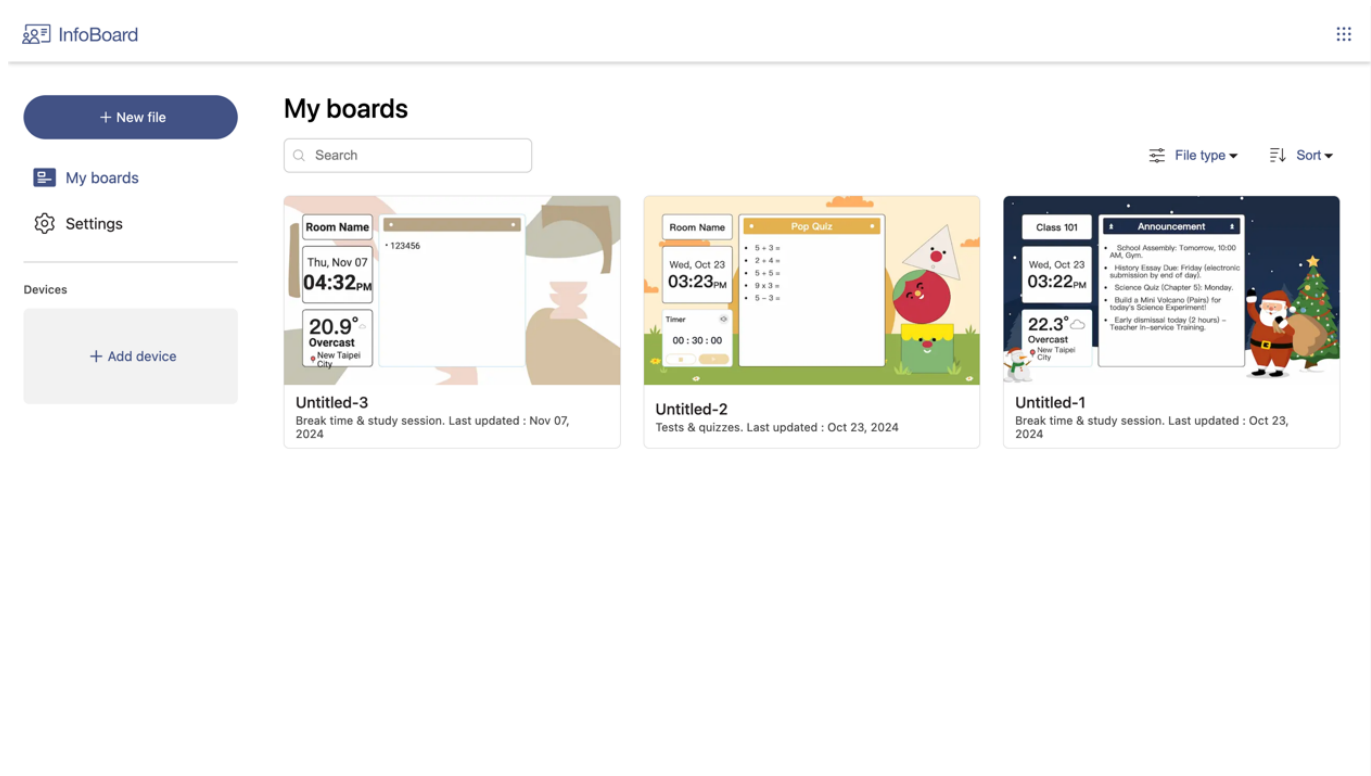 InfoBoard
+ New file
My boards
Settings
Devices
+ Add device
My boards
Search
File type
Sort
Room Name
Thu, Nov 07
04:32PM
20.9°
Overcast
New Taipei
City
• 123456
Untitled-3
Break time & study session. Last updated : Nov 07,
2024
Room Name
Wed, Oct 23
03:23PM
Timer
00 : 30 : 00
Pop Quiz
• 5 + 3 =
• 2 + 4 =
• 5 + 5 =
• 9 x 3 =
• 5 – 3 =
Untitled-2
Tests & quizzes. Last updated : Oct 23, 2024
Class 101
Wed, Oct 23
03:22PM
22.3°
Overcast
New Taipei
City
Announcement
• School Assembly: Tomorrow, 10:00
AM, Gym.
• History Essay Due: Friday (electronic
submission by end of day).
• Science Quiz (Chapter 5): Monday.
• Build a Mini Volcano (Pairs) for
today's Science Experiment!
• Early dismissal today (2 hours) –
Teacher In-service Training.
Untitled-1
Break time & study session. Last updated : Oct 23,
2024